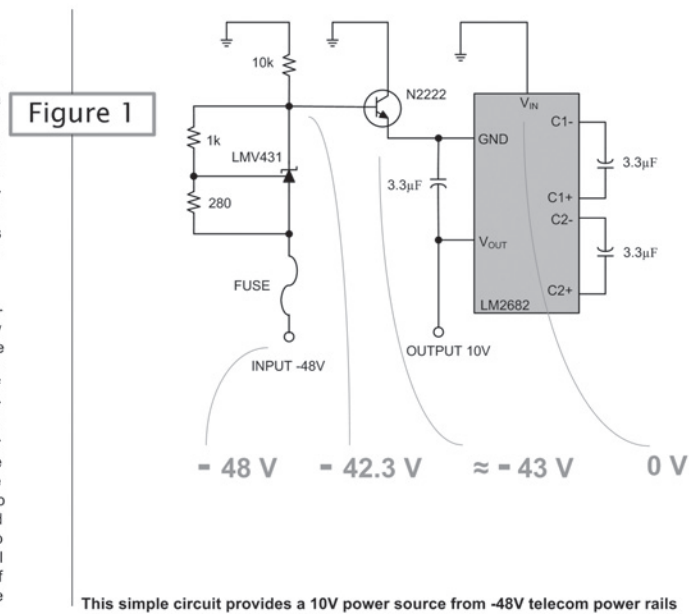 10k
N2222
Figure 1
V_IN
C1-
GND
1k
LMV431
3.3µF
3.3µF
C1+
C2-
280
V_OUT
3.3µF
FUSE
C2+
LM2682
INPUT -48V
OUTPUT 10V
- 48 V
- 42.3 V
≈ - 43 V
0 V
This simple circuit provides a 10V power source from -48V telecom power rails